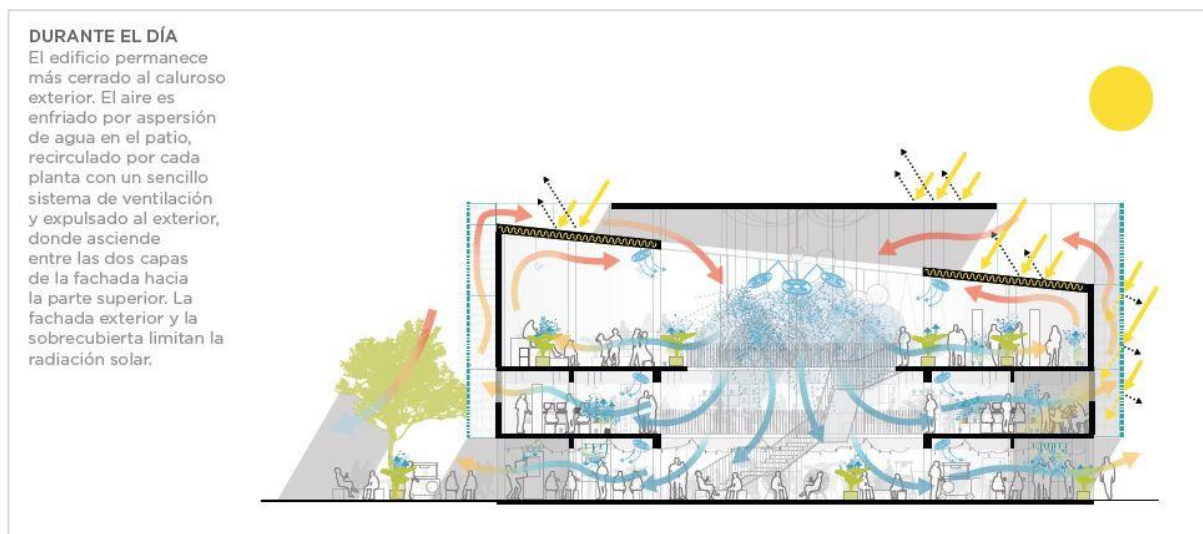 DURANTE EL DÍA
El edificio permanece
más cerrado al caluroso
exterior. El aire es
enfriado por aspersión
de agua en el patio,
recirculado por cada
planta con un sencillo
sistema de ventilación
y expulsado al exterior,
donde asciende
entre las dos capas
de la fachada hacia
la parte superior. La
fachada exterior y la
sobrecubierta limitan la
radiación solar.